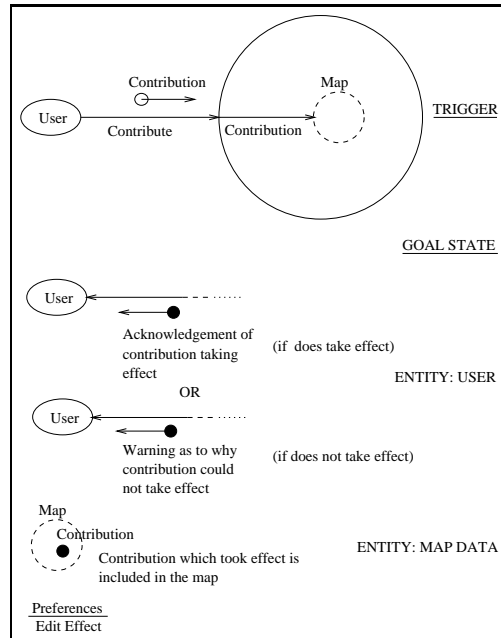 Contribution
Map
User
TRIGGER
Contribute
Contribution
GOAL STATE
User
Acknowledgement of
contribution taking
effect
(if does take effect)
ENTITY: USER
OR
User
Warning as to why
contribution could
not take effect
(if does not take effect)
Map
Contribution
ENTITY: MAP DATA
Contribution which took effect is
included in the map
Preferences
Edit Effect